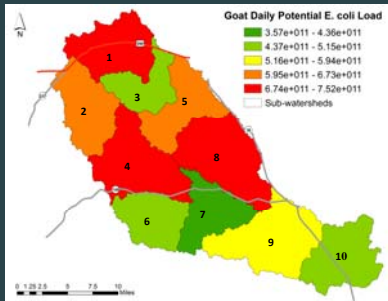 Goat Daily Potential E. coli Load
3.57e+011 - 4.36e+011
4.37e+011 - 5.15e+011
5.16e+011 - 5.94e+011
5.95e+011 - 6.73e+011
6.74e+011 - 7.52e+011
Sub-watersheds
N
1
3
2
5
4
8
6
7
9
10
0 1.25 2.5 5 7.5 10
Miles